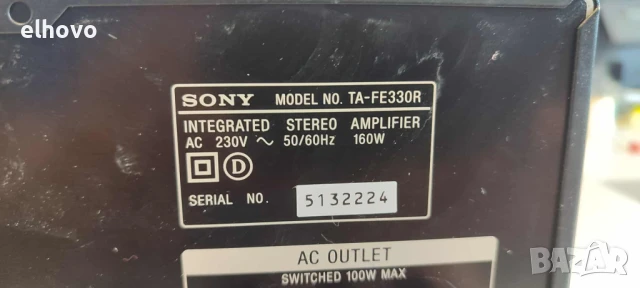 elhovo
SONY MODEL NO. TA-FE330R
INTEGRATED STEREO AMPLIFIER
AC 230V ~ 50/60Hz 160W
D
SERIAL NO. 5132224
AC OUTLET
SWITCHED 100W MAX
BAZAR